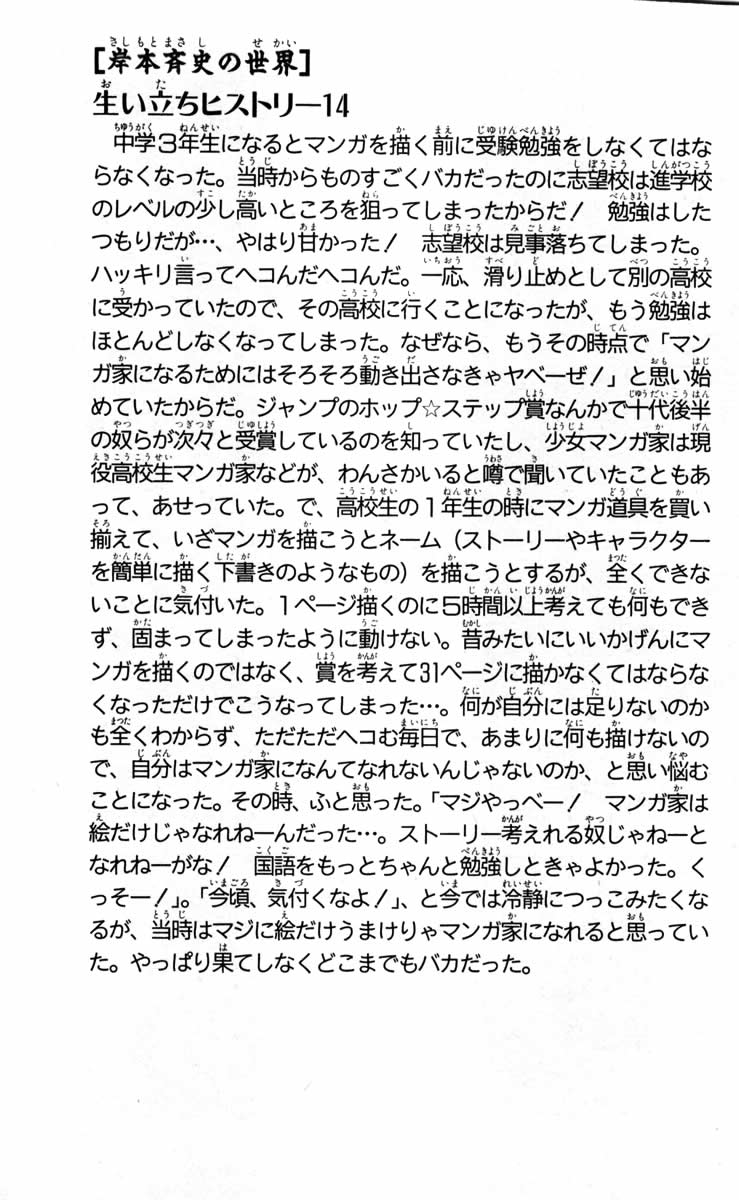 [岸本斉史の世界]
生い立ちヒストリー14
　中学3年生になるとマンガを描く前に受験勉強をしなくてはな
らなくなった。当時からものすごくバカだったのに志望校は進学校
のレベルの少し高いところを狙ってしまったからだ!　勉強はした
つもりだが…、やはり甘かった!　志望校は見事落ちてしまった。
ハッキリ言ってヘコんだヘコんだ。一応、滑り止めとして別の高校
に受かっていたので、その高校に行くことになったが、もう勉強は
ほとんどしなくなってしまった。なぜなら、もうその時点で「マン
ガ家になるためにはそろそろ動き出さなきゃヤベーぜ!」と思い始
めていたからだ。ジャンプのホップ☆ステップ賞なんかで十代後半
の奴らが次々と受賞しているのを知っていたし、少女マンガ家は現
役高校生マンガ家などが、わんさかいると噂で聞いていたこともあ
って、あせっていた。で、高校生の1年生の時にマンガ道具を買い
揃えて、いざマンガを描こうとネーム（ストーリーやキャラクター
を簡単に描く下書きのようなもの）を描こうとするが、全くできな
いことに気付いた。1ページ描くのに5時間以上考えても何もでき
ず、固まってしまったように動けない。昔みたいにいいかげんにマ
ンガを描くのではなく、賞を考えて31ページに描かなくてはならな
くなっただけでこうなってしまった…。何が自分には足りないのか
も全くわからず、ただただヘコむ毎日で、あまりに何も描けないの
で、自分はマンガ家になんてなれないんじゃないのか、と思い悩む
ことになった。その時、ふと思った。「マジやっべー!　マンガ家は
絵だけじゃなれねーんだった…。ストーリー考えれる奴じゃねーと
なれねーがな!　国語をもっとちゃんと勉強しときゃよかった。く
っそー!」。「今頃、気付くなよ!」、と今では冷静につっこみたくな
るが、当時はマジに絵だけうまけりゃマンガ家になれると思ってい
た。やっぱり果てしなくどこまでもバカだった。